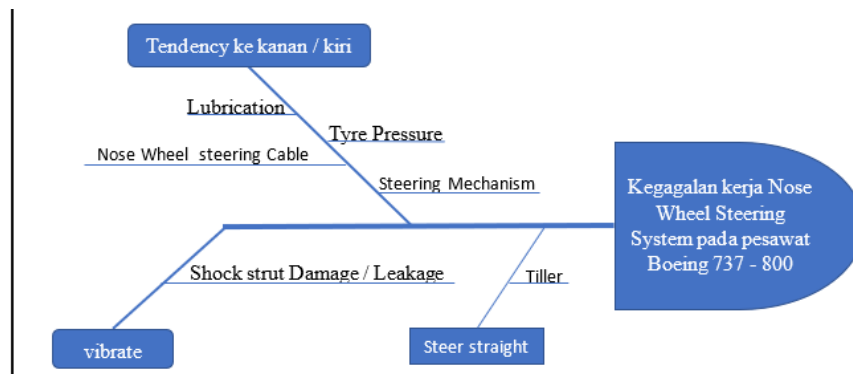 Tendency ke kanan / kiri
Lubrication
Tyre Pressure
Nose Wheel steering Cable
Steering Mechanism
Kegagalan kerja Nose
Wheel Steering
System pada pesawat
Boeing 737 - 800
Shock strut Damage / Leakage
Tiller
vibrate
Steer straight